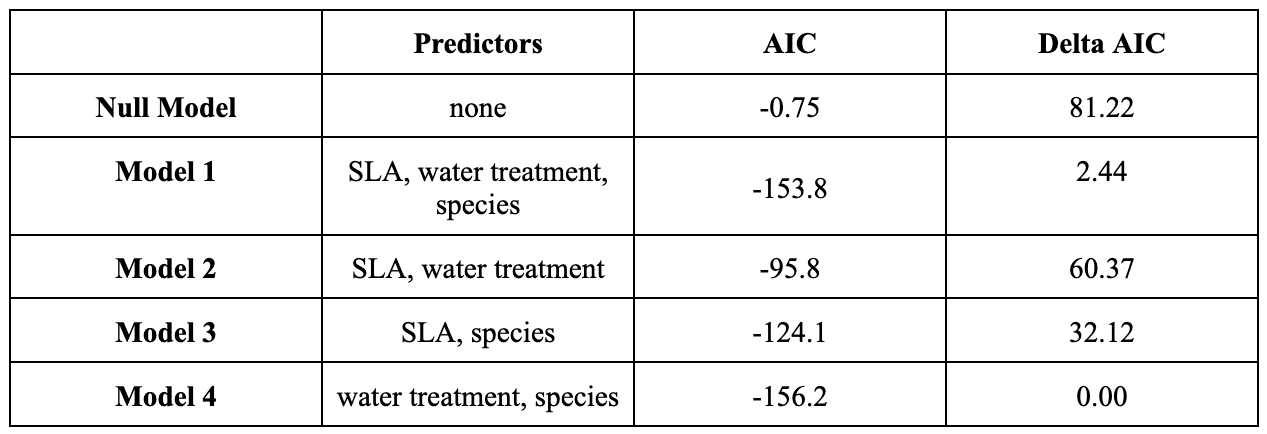 Predictors AIC Delta AIC
Null Model none -0.75 81.22
Model 1 SLA, water treatment, species -153.8 2.44
Model 2 SLA, water treatment -95.8 60.37
Model 3 SLA, species -124.1 32.12
Model 4 water treatment, species -156.2 0.00